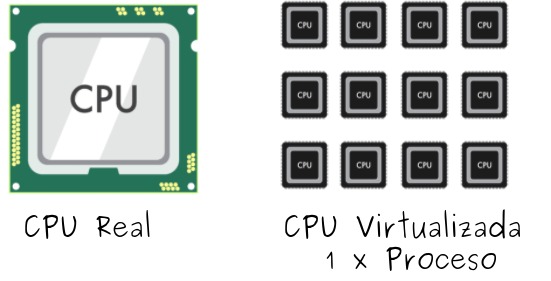 CPU
CPU CPU CPU CPU
CPU CPU CPU CPU
CPU CPU CPU CPU
CPU Real
CPU Virtualizada
1 x Proceso